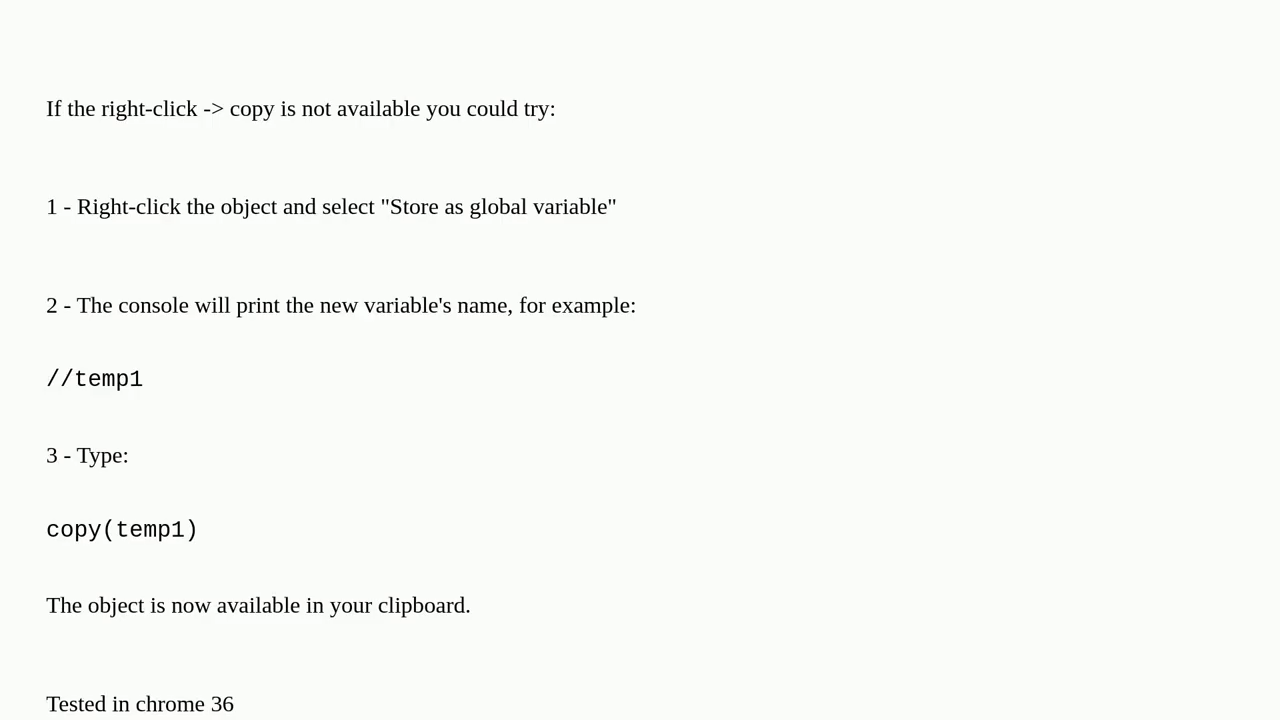 If the right-click -> copy is not available you could try:
1 - Right-click the object and select "Store as global variable"
2 - The console will print the new variable's name, for example:
//temp1
3 - Type:
copy(temp1)
The object is now available in your clipboard.
Tested in chrome 36